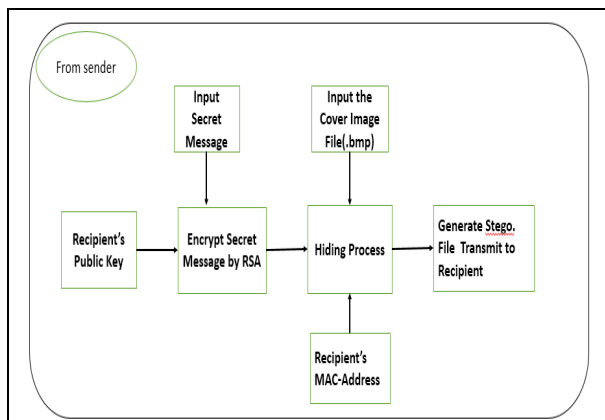 From sender
Input
Secret
Message
Input the
Cover Image
File(.bmp)
Recipient's
Public Key
Encrypt Secret
Message by RSA
Hiding Process
Generate Stego.
File Transmit to
Recipient
Recipient's
MAC-Address